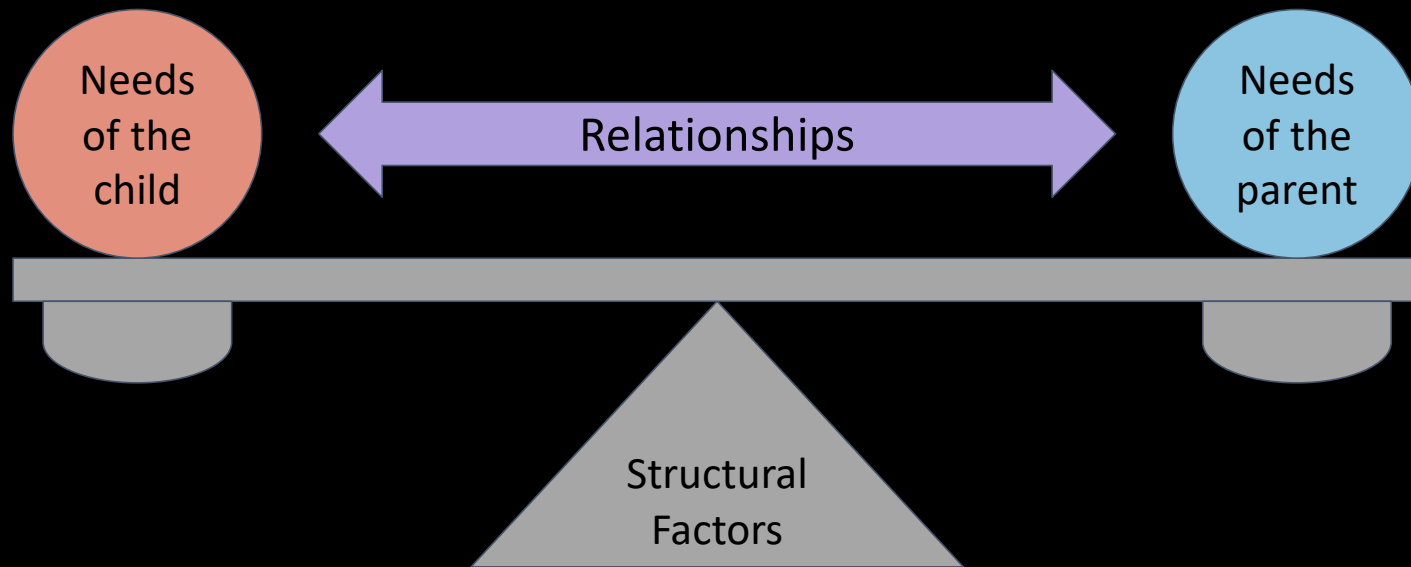 Needs
of the
child
Relationships
Needs
of the
parent
Structural
Factors